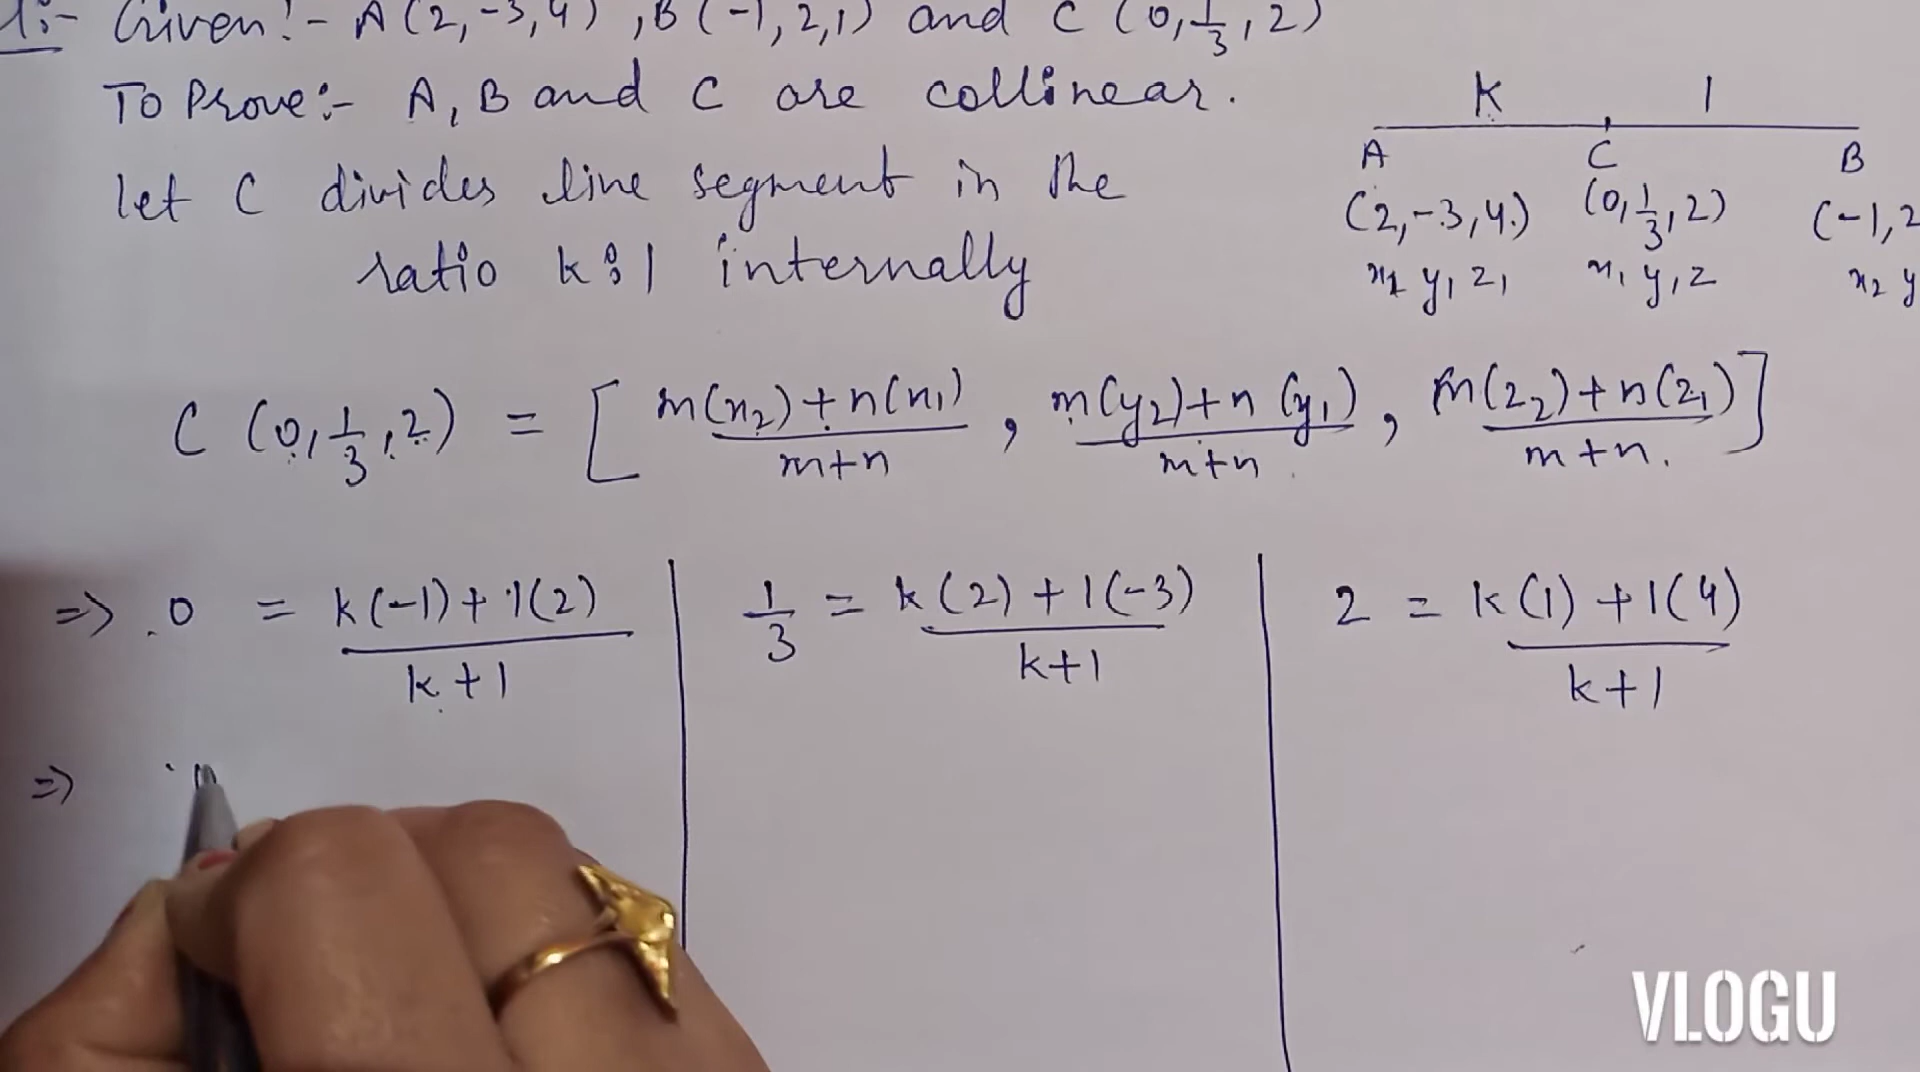 1:- Given:- A(2,-3,4), B(-1,2,1) and C (0,1/3,2)
To Prove:- A, B and C are collinear.
let C divides line segment in the
ratio k:1 internally
k 1
A C B
(2,-3,4) (0,1/3,2) (-1,2
x1 y1 z1 x, y, z x2 y
C (0,1/3,2) = [ m(x2)+n(x1)/m+n , m(y2)+n(y1)/m+n , m(z2)+n(z1)/m+n ]
=> 0 = k(-1)+1(2)/k+1 | 1/3 = k(2)+1(-3)/k+1 | 2 = k(1)+1(4)/k+1
=>
VLOGU